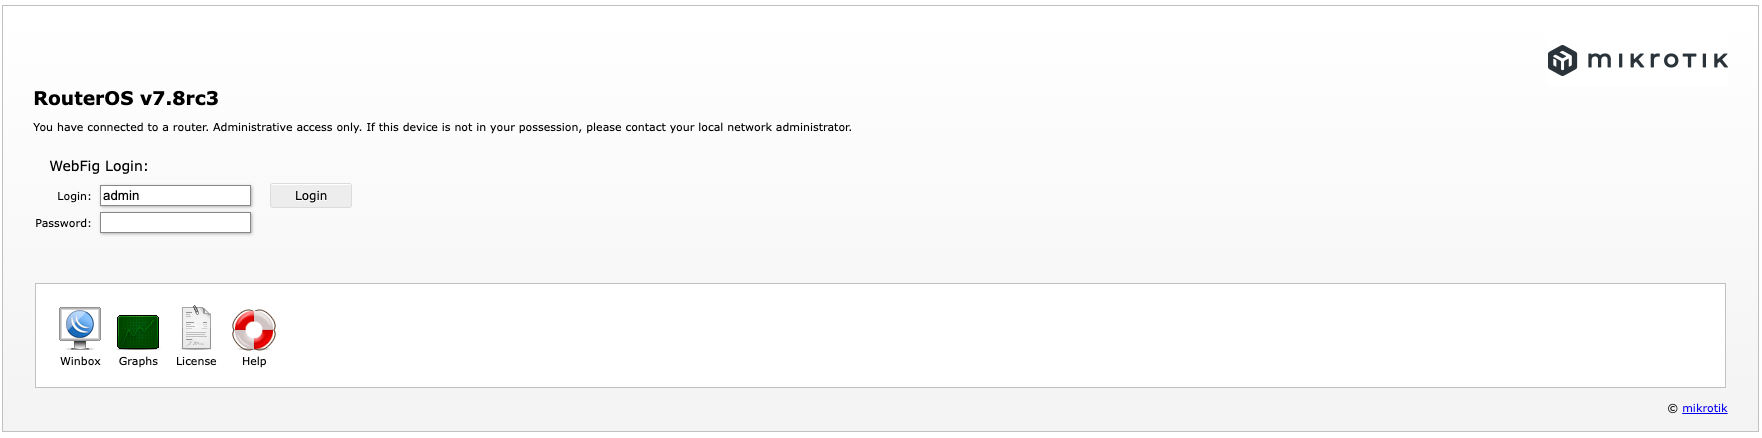 mikrotik
RouterOS v7.8rc3
You have connected to a router. Administrative access only. If this device is not in your possession, please contact your local network administrator.
WebFig Login:
Login: admin Login
Password:
Winbox Graphs License Help
© mikrotik